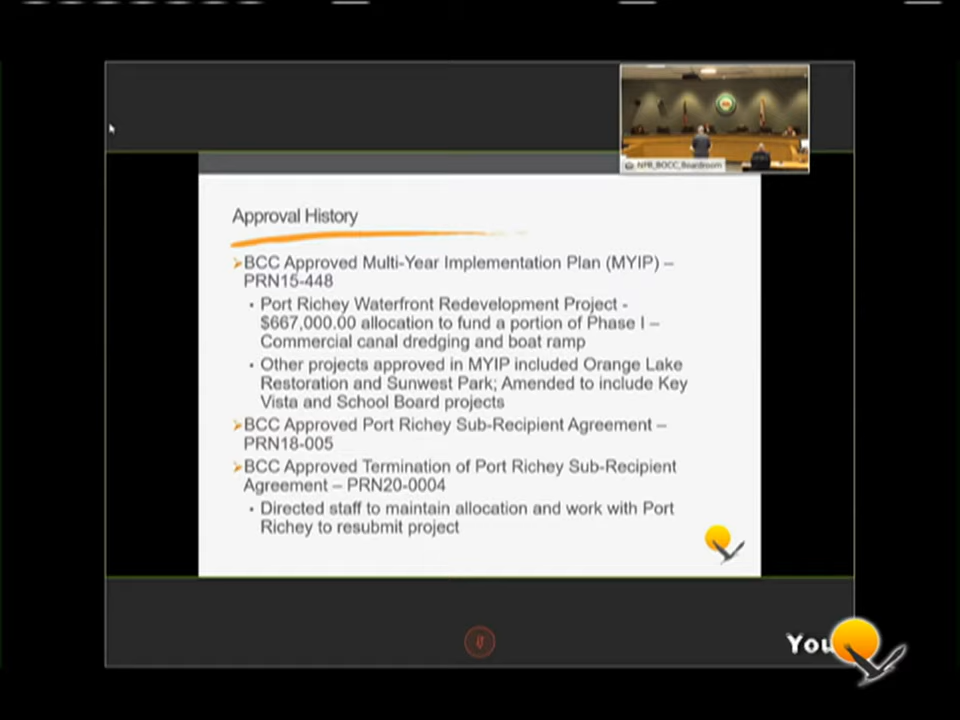 NPR_BOCC_Boardroom
Approval History
➢BCC Approved Multi-Year Implementation Plan (MYIP) –
PRN15-448
• Port Richey Waterfront Redevelopment Project -
$667,000.00 allocation to fund a portion of Phase I –
Commercial canal dredging and boat ramp
• Other projects approved in MYIP included Orange Lake
Restoration and Sunwest Park; Amended to include Key
Vista and School Board projects
➢BCC Approved Port Richey Sub-Recipient Agreement –
PRN18-005
➢BCC Approved Termination of Port Richey Sub-Recipient
Agreement – PRN20-0004
• Directed staff to maintain allocation and work with Port
Richey to resubmit project
You